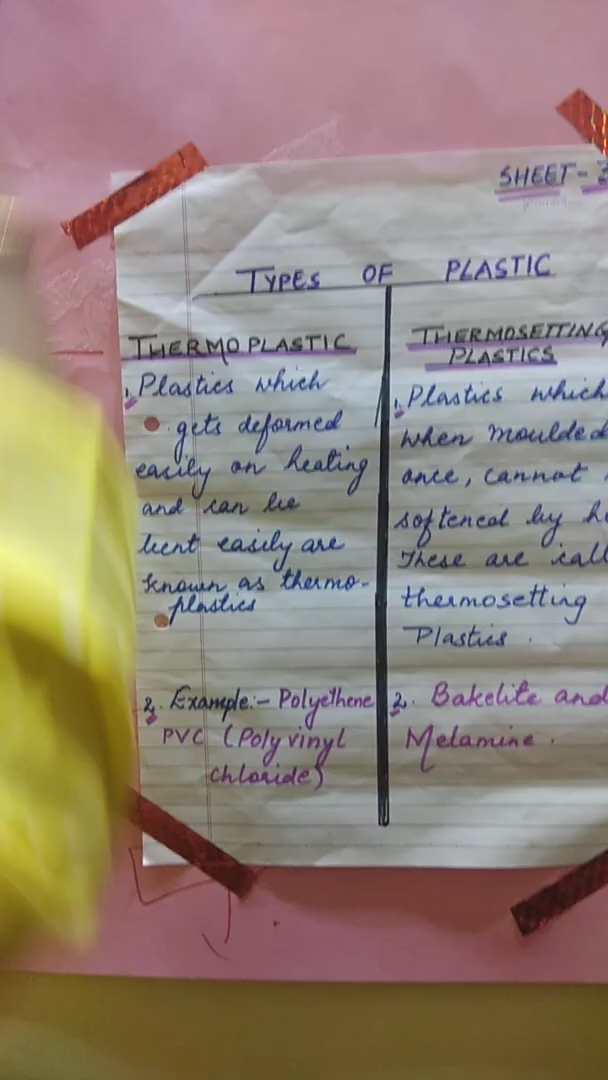 SHEET-
TYPES OF PLASTIC
THERMOPLASTIC
1. Plastics which
gets deformed
easily on heating
and can be
bent easily are
known as thermo-
plastics
2. Example:- Polyethene
PVC (Poly vinyl
chloride)
THERMOSETTING
PLASTICS
1. Plastics which
when moulded
once, cannot
softened by
These are
thermosetting
Plastics.
2. Bakelite and
Melamine.